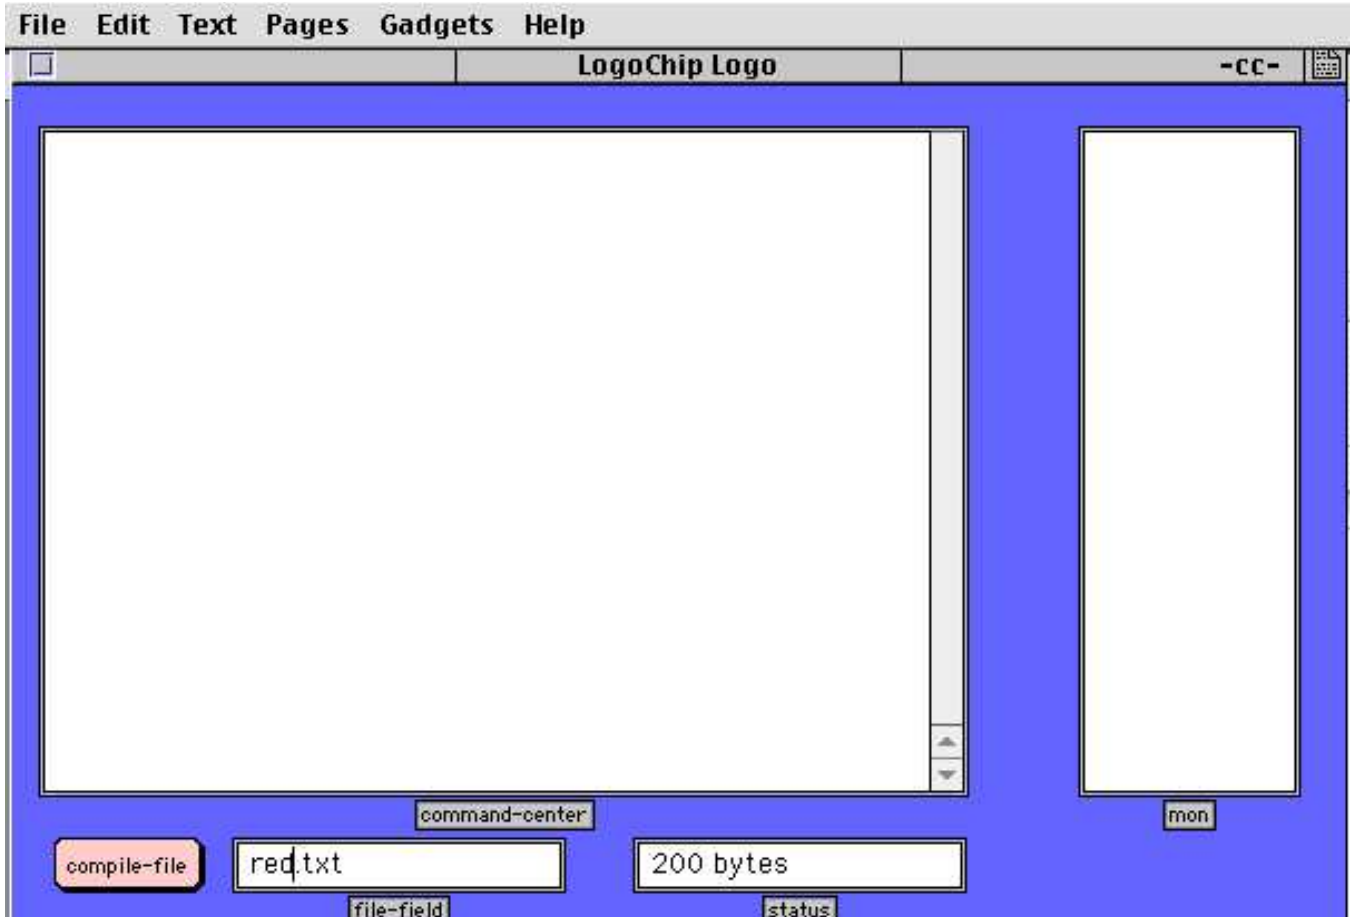 File Edit Text Pages Gadgets Help
LogoChip Logo -cc-
command-center mon
compile-file red.txt 200 bytes
file-field status